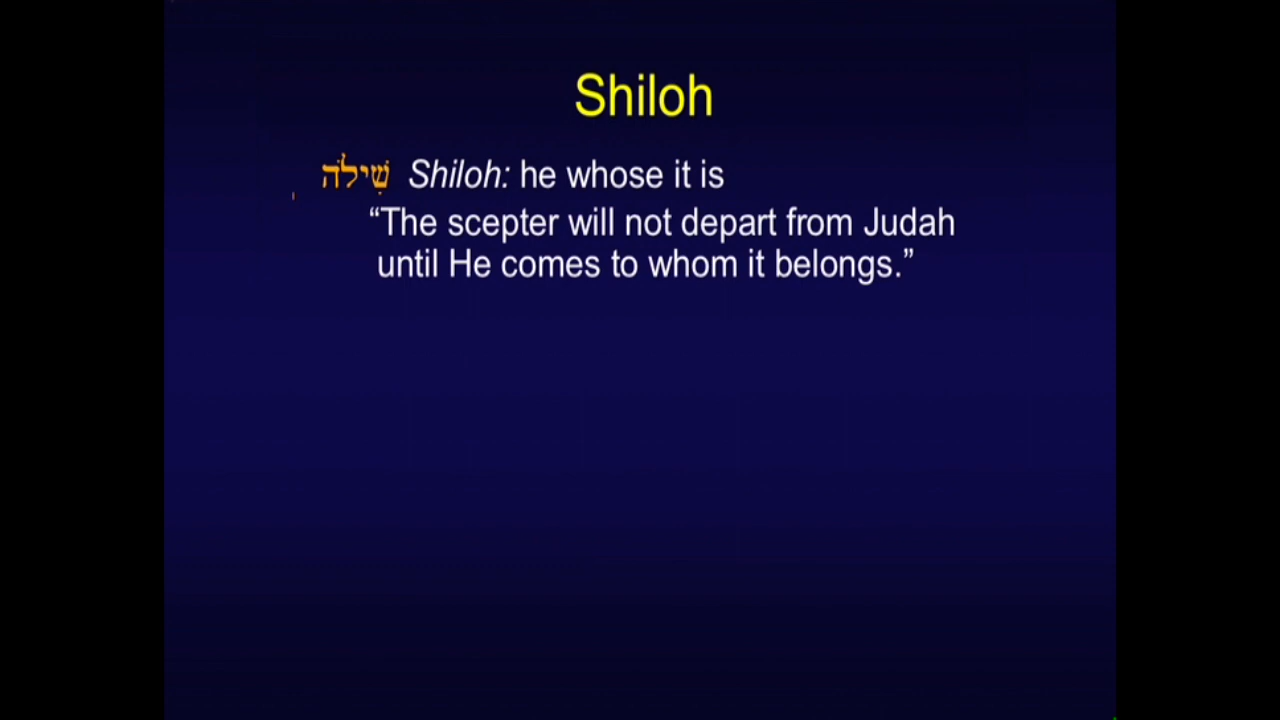 Shiloh
שִׁילֹה Shiloh: he whose it is
“The scepter will not depart from Judah
until He comes to whom it belongs.”